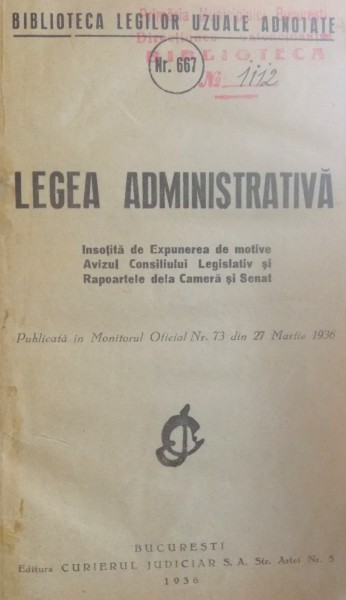 BIBLIOTECA LEGILOR UZUALE ADNOTATE
BIBLIOTECA
Nr. 667
№ 1112
LEGEA ADMINISTRATIVĂ
Insoțită de Expunerea de motive
Avizul Consiliului Legislativ și
Rapoartele dela Cameră și Senat
Publicată in Monitorul Oficial Nr. 73 din 27 Martie 1936
BUCUREȘTI
Editura CURIERUL JUDICIAR S. A. Str. Artei Nr. 5
1936